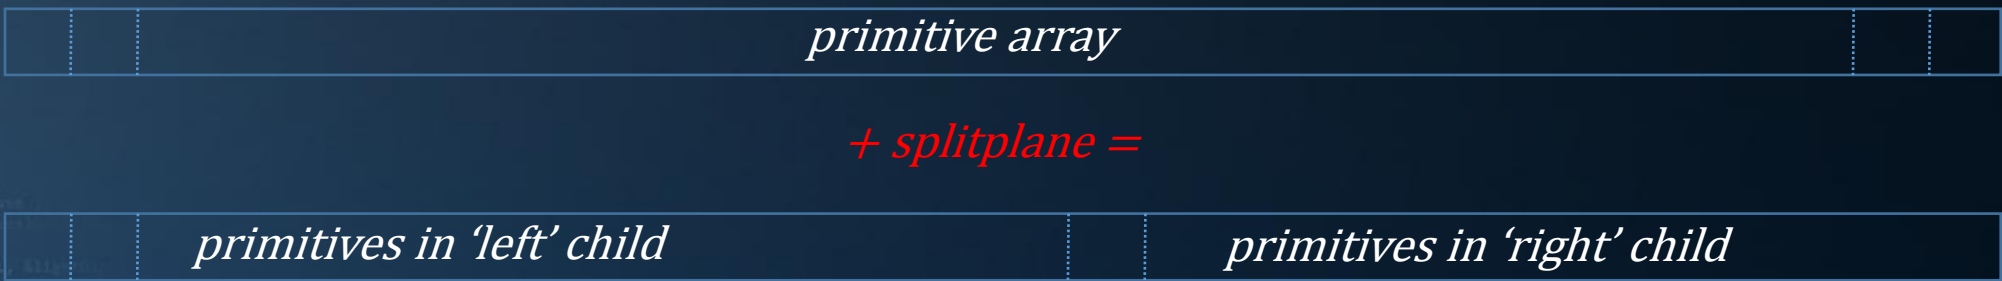 primitive array
+ splitplane =
primitives in ‘left’ child primitives in ‘right’ child